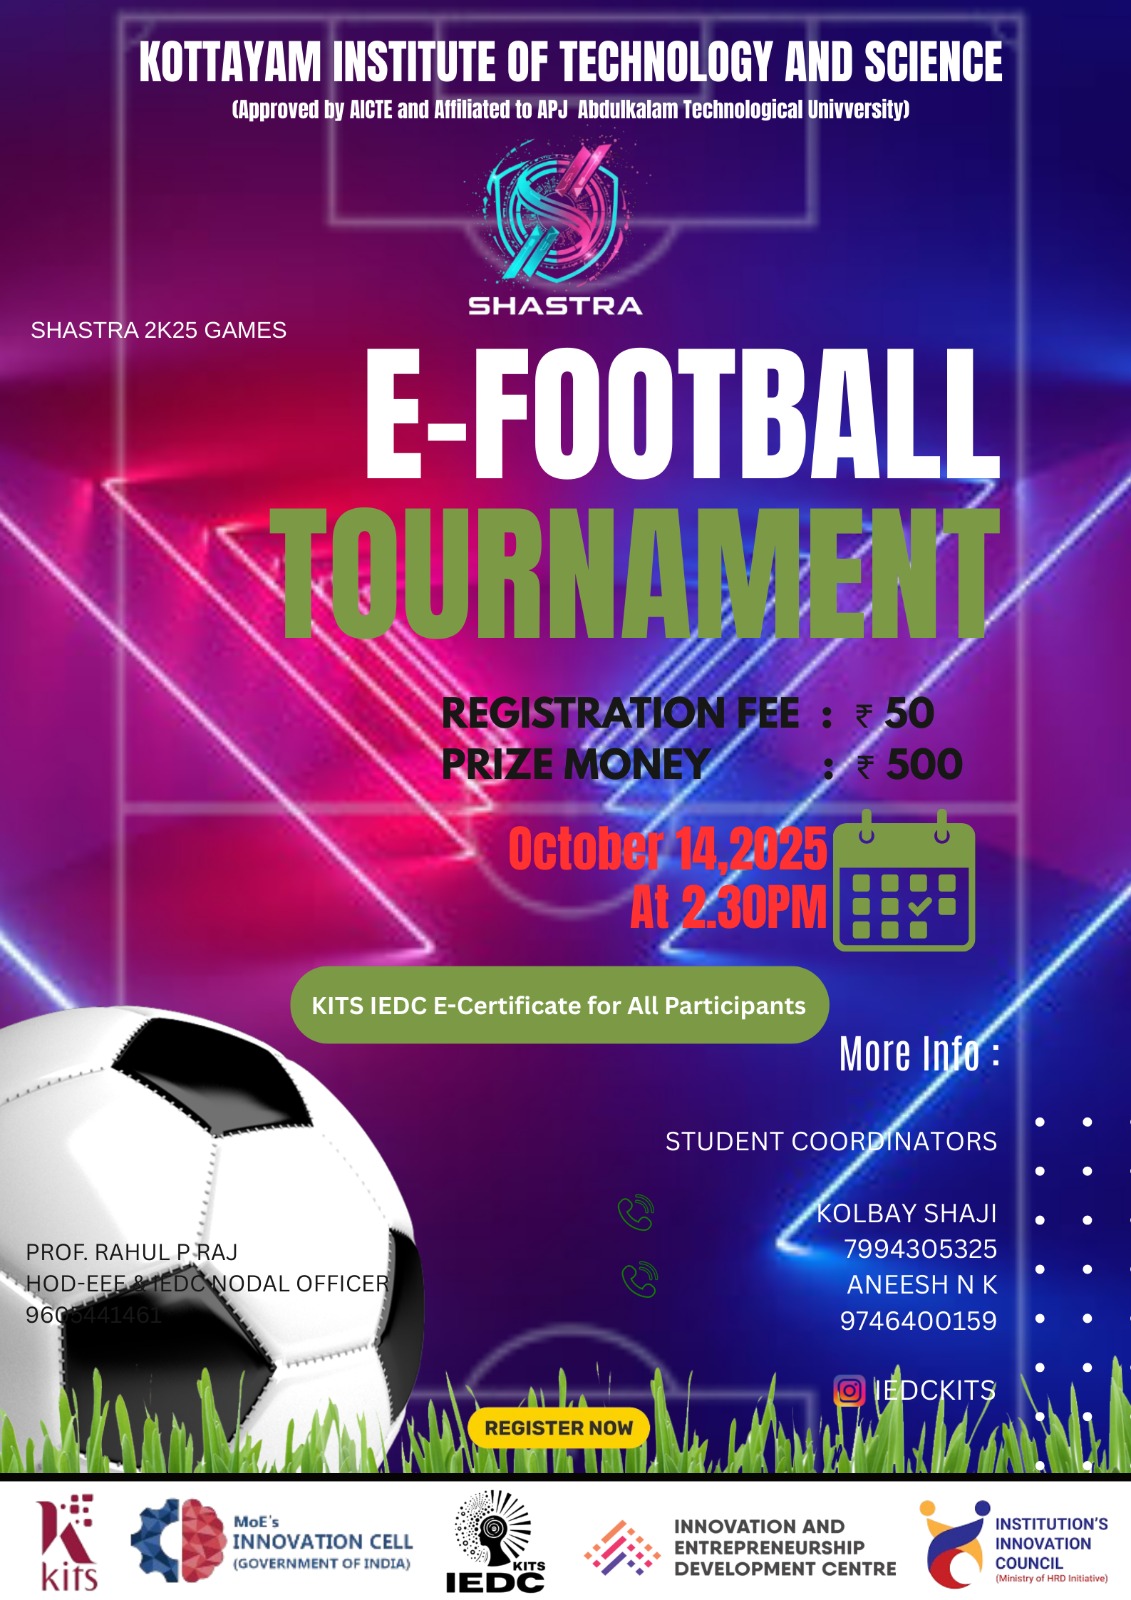 KOTTAYAM INSTITUTE OF TECHNOLOGY AND SCIENCE
(Approved by AICTE and Affiliated to APJ Abdulkalam Technological Univversity)
SHASTRA
SHASTRA 2K25 GAMES
E-FOOTBALL
TOURNAMENT
REGISTRATION FEE : ₹ 50
PRIZE MONEY : ₹ 500
October 14,2025
At 2.30PM
KITS IEDC E-Certificate for All Participants
More Info :
STUDENT COORDINATORS
KOLBAY SHAJI
7994305325
ANEESH N K
9746400159
PROF. RAHUL P RAJ
HOD-EEE & IEDC NODAL OFFICER
9605441461
IEDCKITS
REGISTER NOW
kits
MoE's
INNOVATION CELL
(GOVERNMENT OF INDIA)
KITS
IEDC
INNOVATION AND
ENTREPRENEURSHIP
DEVELOPMENT CENTRE
INSTITUTION'S
INNOVATION
COUNCIL
(Ministry of HRD Initiative)